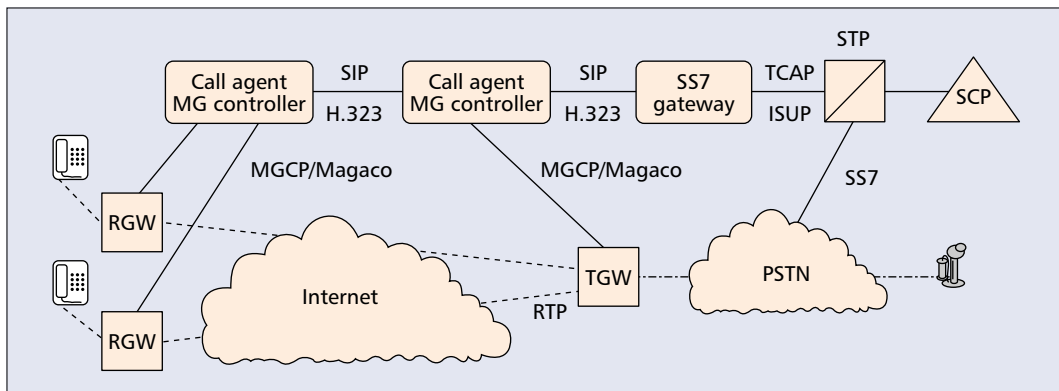 STP
Call agent
MG controller
SIP
H.323
Call agent
MG controller
SIP
H.323
SS7
gateway
TCAP
ISUP
SCP
MGCP/Magaco
MGCP/Magaco
SS7
RGW
Internet
TGW
PSTN
RTP
RGW